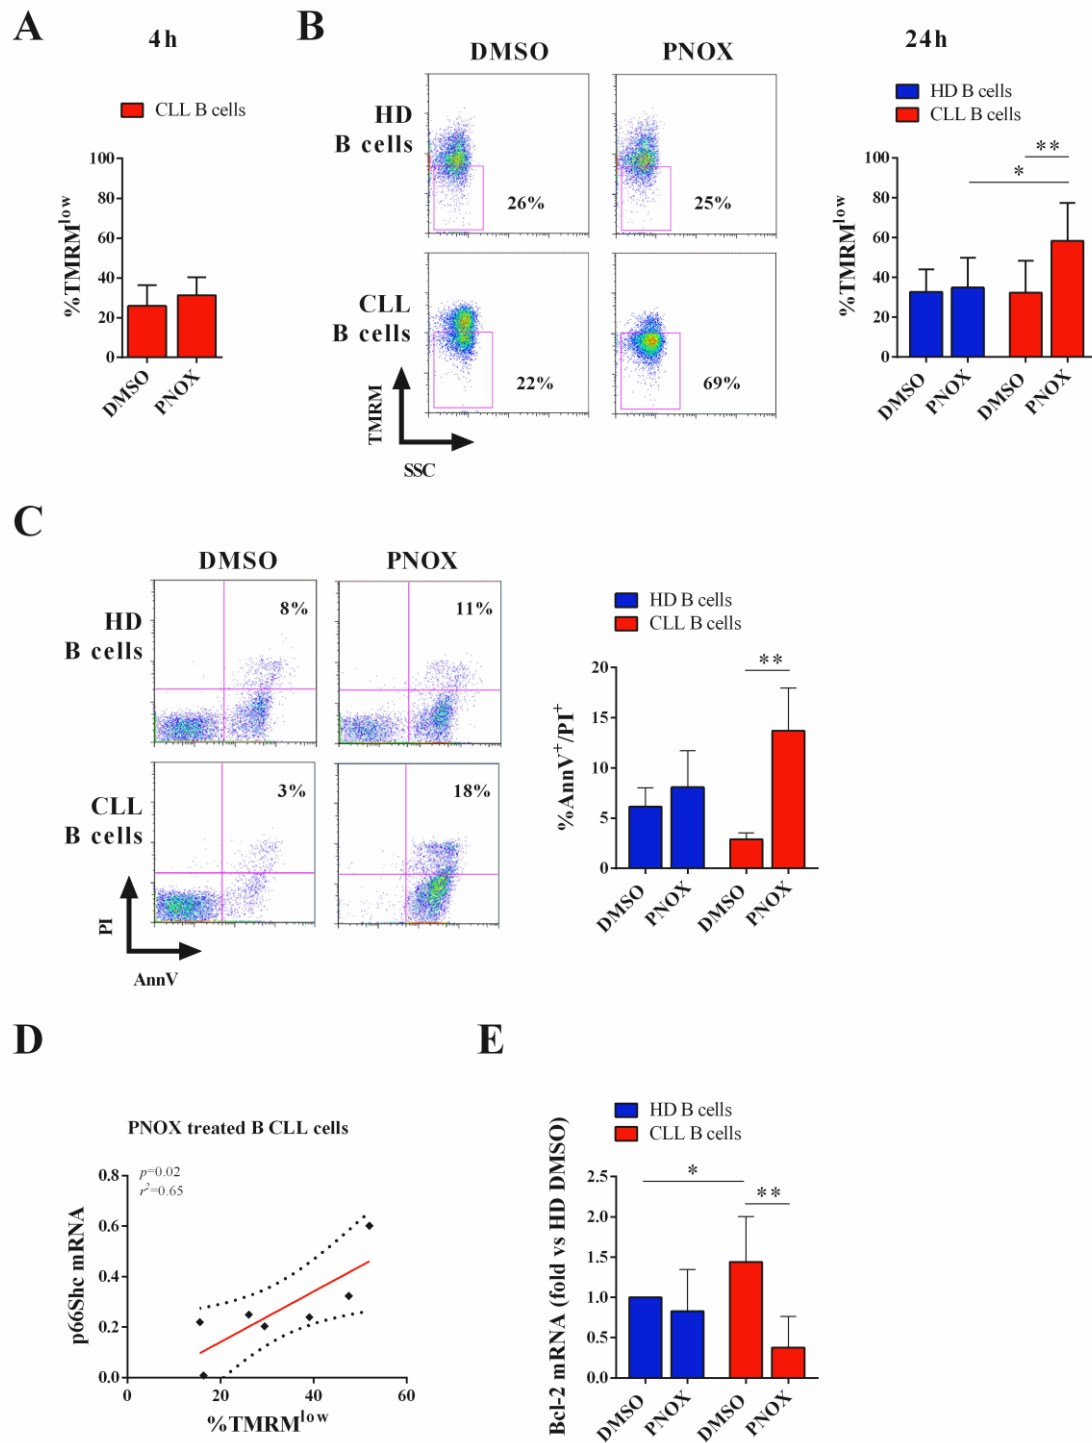 A
4h
CLL B cells
%TMRMlow
100
80
60
40
20
0
DMSO
PNOX
B
DMSO
PNOX
HD
B cells
26%
25%
CLL
B cells
22%
69%
TMRM
SSC
24h
HD B cells
CLL B cells
**
*
%TMRMlow
100
80
60
40
20
0
DMSO
PNOX
DMSO
PNOX
C
DMSO
PNOX
HD
B cells
8%
11%
CLL
B cells
3%
18%
PI
AnnV
HD B cells
CLL B cells
**
%AnnV+/PI+
20
15
10
5
0
DMSO
PNOX
DMSO
PNOX
D
PNOX treated B CLL cells
p=0.02
r2=0.65
p66Shc mRNA
0.8
0.6
0.4
0.2
0.0
0
20
40
60
%TMRMlow
E
HD B cells
CLL B cells
*
**
Bcl-2 mRNA (fold vs HD DMSO)
2.5
2.0
1.5
1.0
0.5
0.0
DMSO
PNOX
DMSO
PNOX